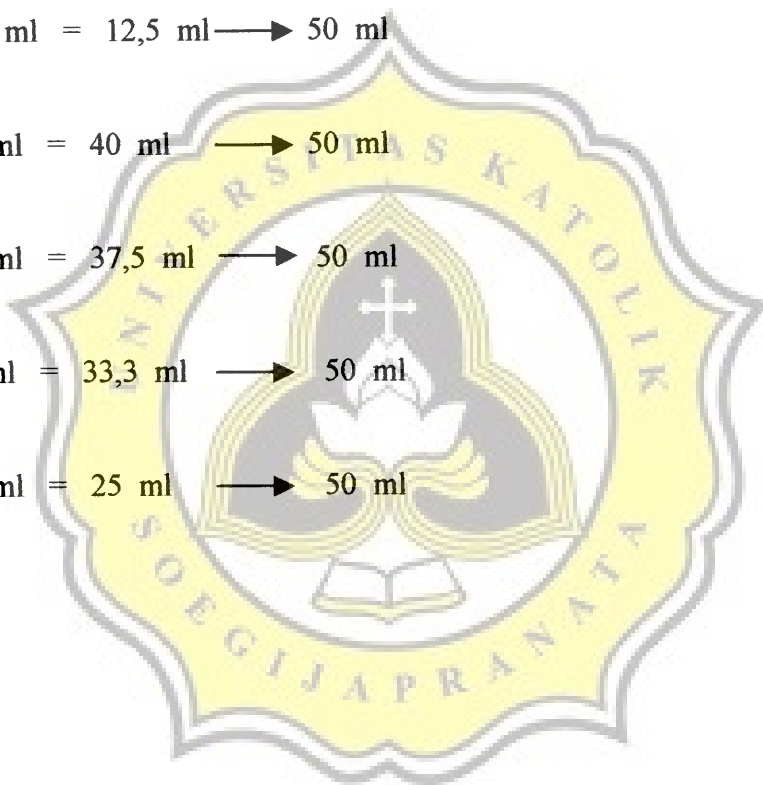 ml = 12,5 ml → 50 ml
ml = 40 ml → 50 ml
ml = 37,5 ml → 50 ml
ml = 33,3 ml → 50 ml
ml = 25 ml → 50 ml
UNIVERSITAS KATOLIK
SOEGIJAPRANATA